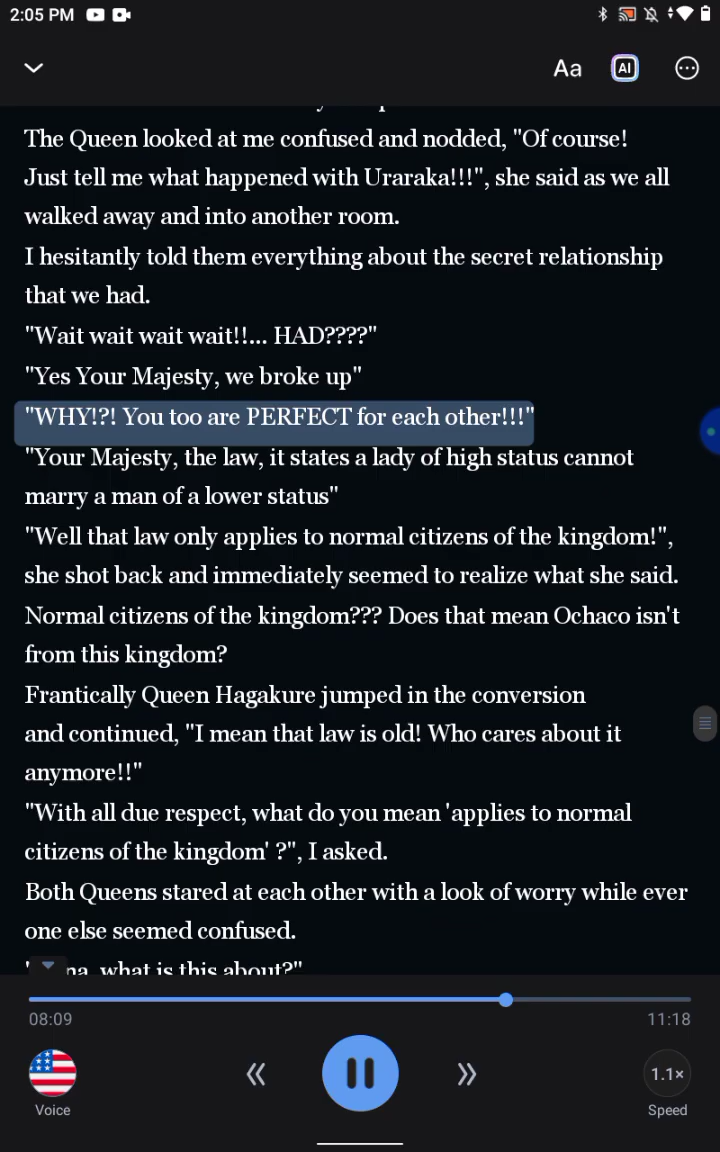 2:05 PM
Aa
AI
The Queen looked at me confused and nodded, "Of course!
Just tell me what happened with Uraraka!!!", she said as we all
walked away and into another room.
I hesitantly told them everything about the secret relationship
that we had.
"Wait wait wait wait!!... HAD????"
"Yes Your Majesty, we broke up"
"WHY!?! You too are PERFECT for each other!!!"
"Your Majesty, the law, it states a lady of high status cannot
marry a man of a lower status"
"Well that law only applies to normal citizens of the kingdom!",
she shot back and immediately seemed to realize what she said.
Normal citizens of the kingdom??? Does that mean Ochaco isn't
from this kingdom?
Frantically Queen Hagakure jumped in the conversion
and continued, "I mean that law is old! Who cares about it
anymore!!"
"With all due respect, what do you mean 'applies to normal
citizens of the kingdom' ?", I asked.
Both Queens stared at each other with a look of worry while ever
one else seemed confused.
what is this about?"
08:09
11:18
1.1×
Voice
Speed